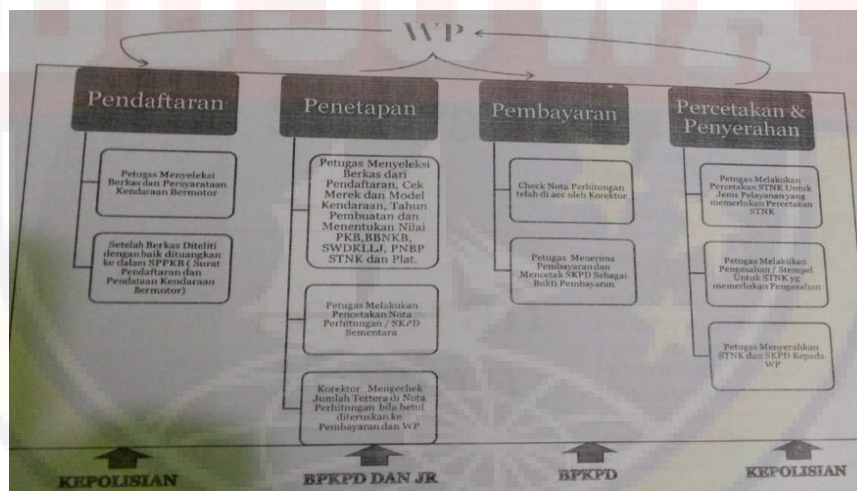 WP
Pendaftaran
Petugas Menyeleksi
Berkas dan Persyarataan
Kendaraan Bermotor
Setelah Berkas Diteliti
dengan baik dituangkan
ke dalam SPPKB ( Surat
Pendaftaran dan
Pendataan Kendaraan
Bermotor)
KEPOLISIAN
Penetapan
Petugas Menyeleksi
Berkas dari
Pendaftaran, Cek
Merek dan Model
Kendaraan, Tahun
Pembuatan dan
Menentukan Nilai
PKB,BBNKB,
SWDKLLJ, PNBP
STNK dan Plat.
Petugas Melakukan
Pencetakan Nota
Perhitungan / SKPD
Sementara
Korektor Mengecbek
Jumlah Tertera di Nota
Perhitungan bila betul
diteruskan ke
Pembayaran dan WP
BPKPD DAN JR
Pembayaran
Check Nota Perhitungan
telah di acc oleh Korektor
Petugas Menerima
Pembayaran dan
Mencetak SKPD Sebagai
Bukti Pembayaran
BPKPD
Percetakan &
Penyerahan
Petugas Melakukan
Percetakan STNK Untuk
Jenis Pelayanan yang
memerlukan Percetakan
STNK
Petugas Melakukan
Pengesahan / Stempel
Untuk STNK yg
memerlukan Pengesahan
Petugas Menyerahkan
STNK dan SKPD Kepada
WP
KEPOLISIAN